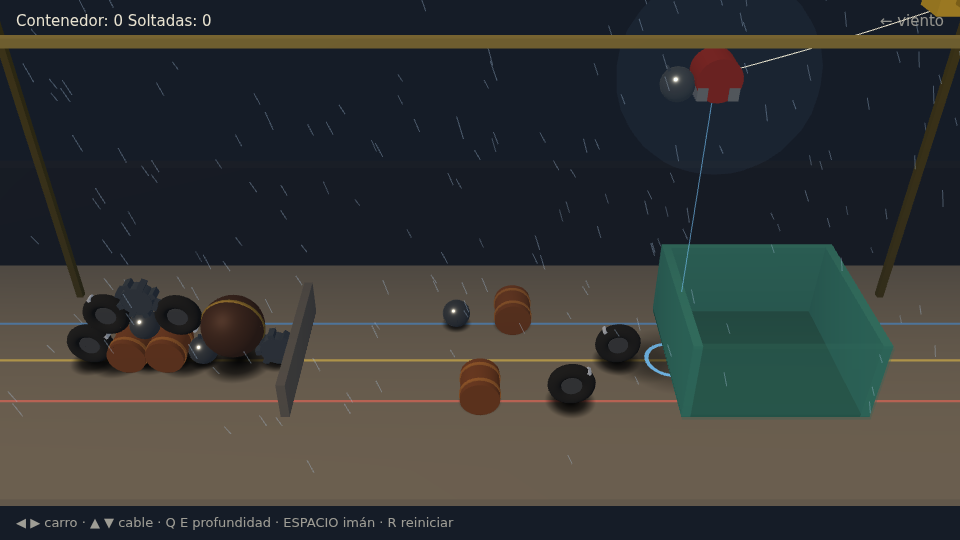 Contenedor: 0 Soltadas: 0
← viento
◀ ▶ carro · ▲ ▼ cable · Q E profundidad · ESPACIO imán · R reiniciar